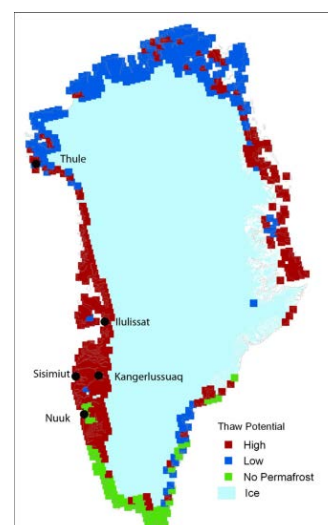 Thule
Ilulissat
Sisimiut
Kangerlussuaq
Nuuk
Thaw Potential
High
Low
No Permafrost
Ice